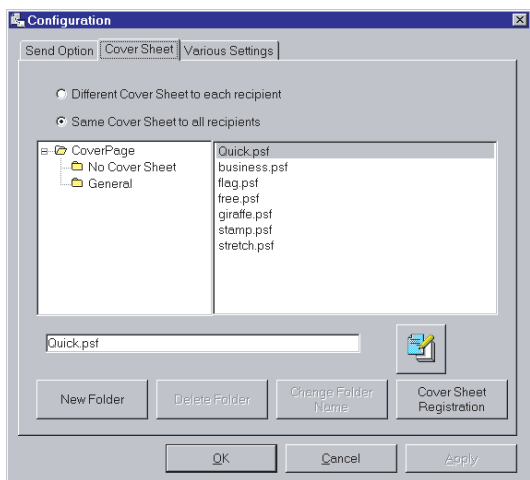 Configuration
Send Option Cover Sheet Various Settings
Different Cover Sheet to each recipient
Same Cover Sheet to all recipients
CoverPage
No Cover Sheet
General
Quick.psf
business.psf
flag.psf
free.psf
giraffe.psf
stamp.psf
stretch.psf
Quick.psf
New Folder
Delete Folder
Change Folder
Name
Cover Sheet
Registration
OK Cancel Apply